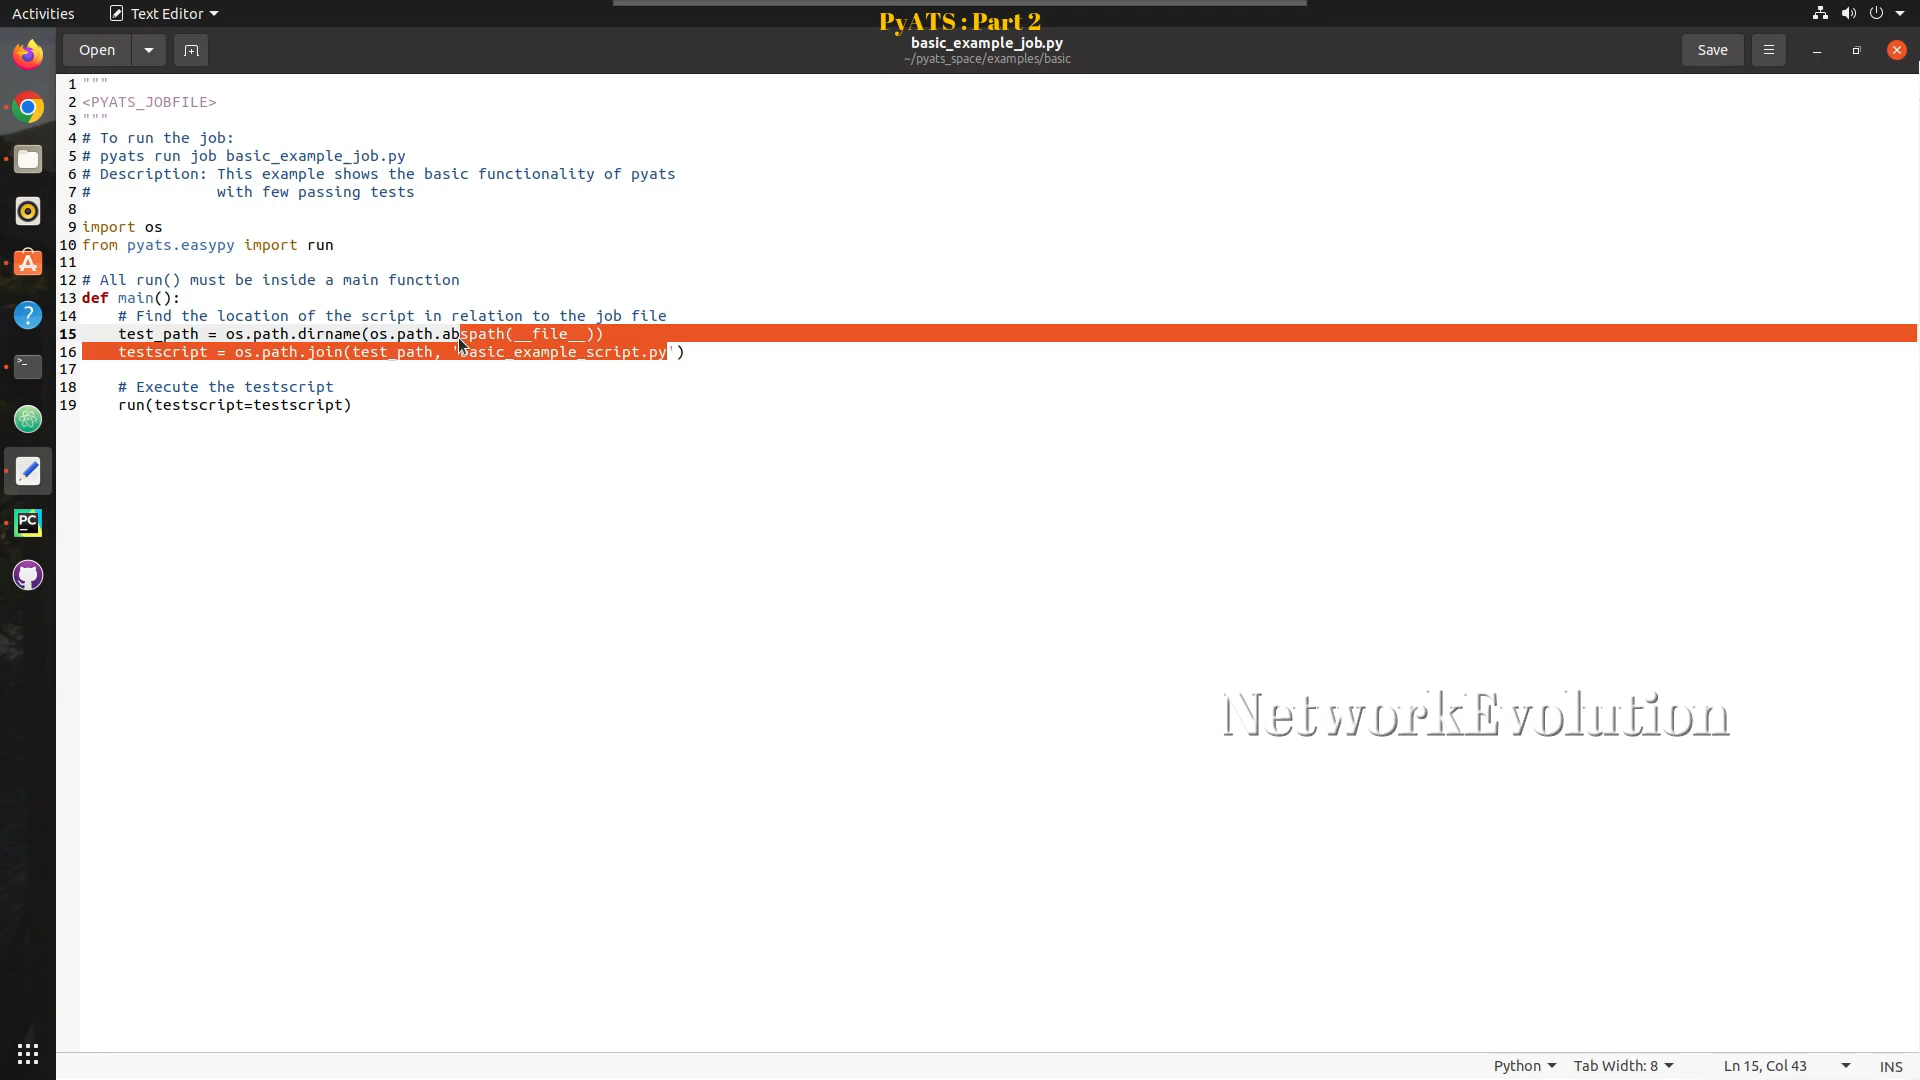 Activities Text Editor
PyATS : Part 2
Open basic_example_job.py Save
~/pyats_space/examples/basic
1 """
2 <PYATS_JOBFILE>
3 """
4 # To run the job:
5 # pyats run job basic_example_job.py
6 # Description: This example shows the basic functionality of pyats
7 #              with few passing tests
8
9 import os
10 from pyats.easypy import run
11
12 # All run() must be inside a main function
13 def main():
14     # Find the location of the script in relation to the job file
15     test_path = os.path.dirname(os.path.abspath(__file__))
16     testscript = os.path.join(test_path, 'basic_example_script.py')
17
18     # Execute the testscript
19     run(testscript=testscript)
PC
NetworkEvolution
Python Tab Width: 8 Ln 15, Col 43 INS